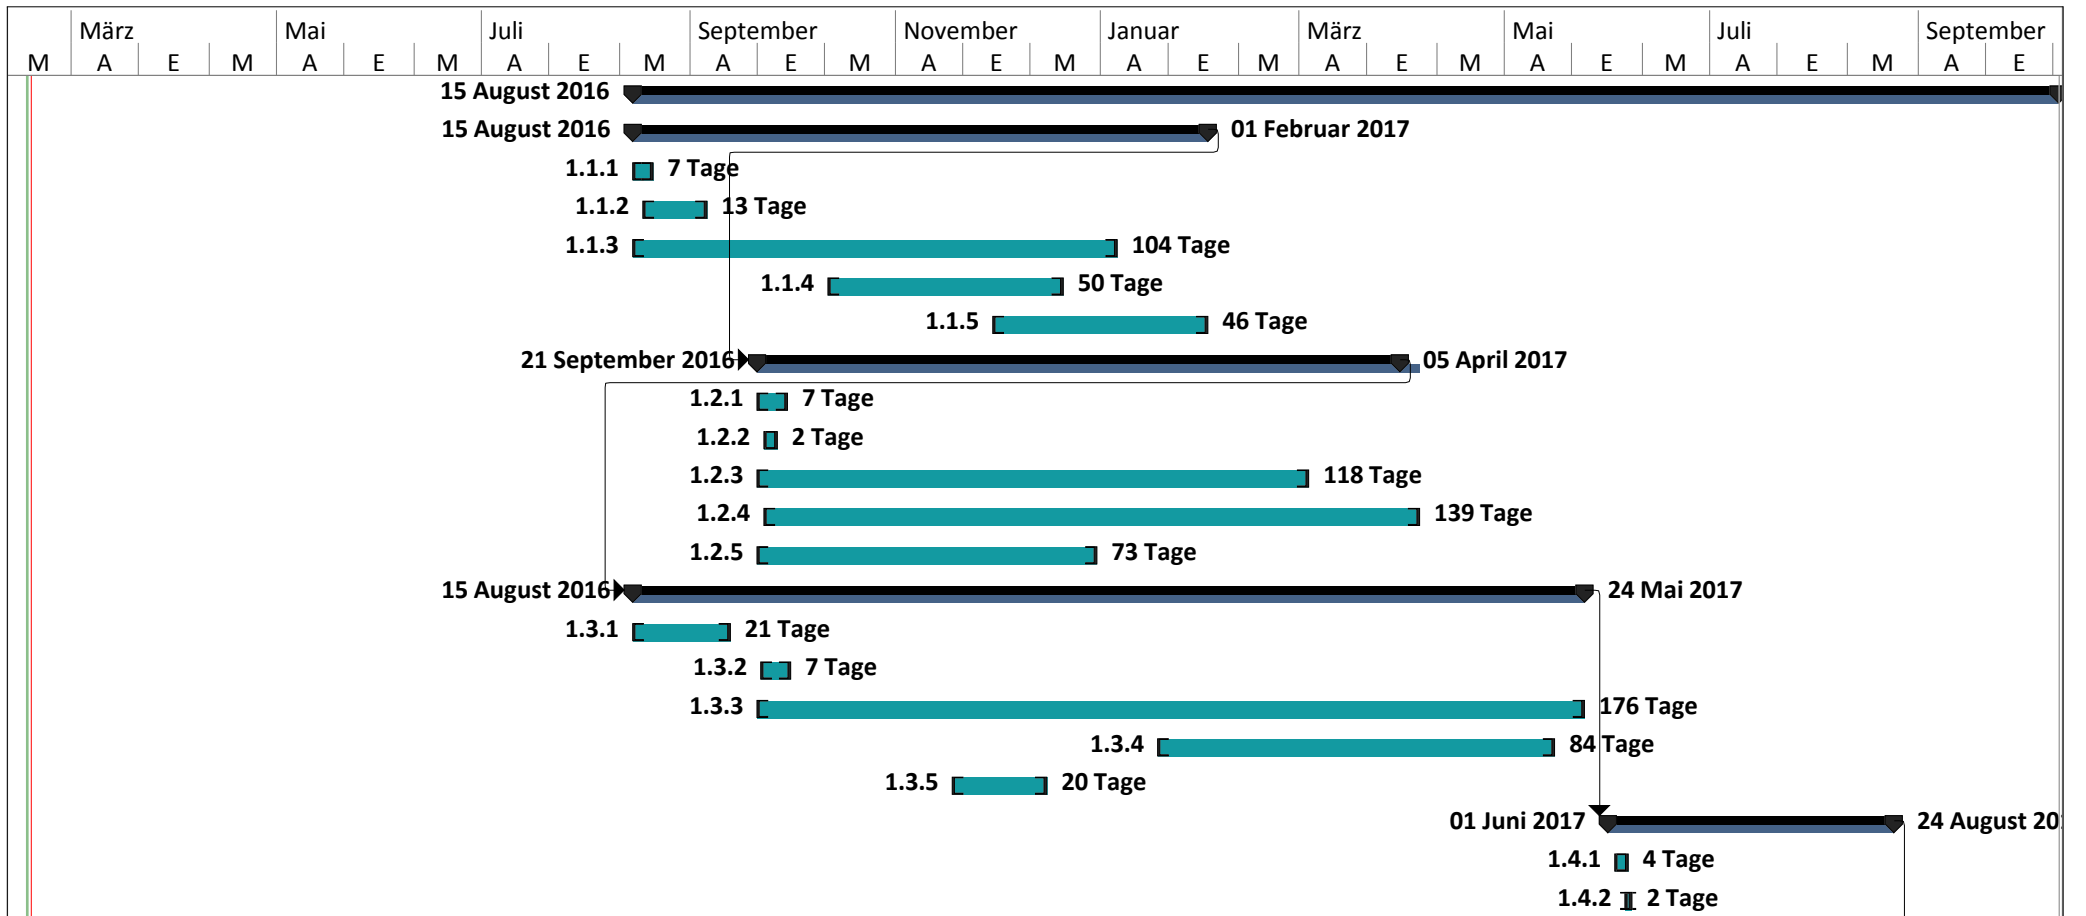 März Mai Juli September November Januar März Mai Juli September
M A E M A E M A E M A E M A E M A E M A E M A E M A E M A E
15 August 2016
15 August 2016 01 Februar 2017
1.1.1 7 Tage
1.1.2 13 Tage
1.1.3 104 Tage
1.1.4 50 Tage
1.1.5 46 Tage
21 September 2016 05 April 2017
1.2.1 7 Tage
1.2.2 2 Tage
1.2.3 118 Tage
1.2.4 139 Tage
1.2.5 73 Tage
15 August 2016 24 Mai 2017
1.3.1 21 Tage
1.3.2 7 Tage
1.3.3 176 Tage
1.3.4 84 Tage
1.3.5 20 Tage
01 Juni 2017 24 August 20
1.4.1 4 Tage
1.4.2 2 Tage